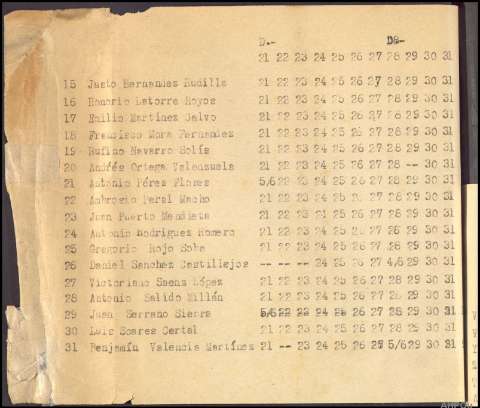 D.- Dº-
21 22 23 24 25 26 27 28 29 30 31
15 Justo Hernandez Rudilla 21 22 23 24 25 26 27 28 29 30 31
16 Honorio Latorre Hoyos 21 22 23 24 25 26 27 28 29 30 31
17 Emilio Martinez Calvo 21 22 23 24 25 26 27 28 29 30 31
18 Francisco Mora Fernandez 21 22 23 24 25 26 27 28 29 30 31
19 Rufino Navarro Solís 21 22 23 24 25 26 27 28 29 30 31
20 Andrés Ortega Valenzuela 21 22 23 24 25 26 27 28 -- 30 31
21 Antonio Pérez Flores 5/6 22 23 24 25 26 27 28 29 30 31
22 Ambrosio Peral Macho 21 22 23 24 25 26 27 28 29 30 31
23 Juan Puerto Mendieta 21 22 23 24 25 26 27 28 29 30 31
24 Antonio Rodriguez Romero 21 22 23 24 25 26 27 28 29 30 31
25 Gregorio Rojo Soba 21 22 23 24 25 26 27 28 29 30 31
26 Daniel Sanchez Castillejos -- -- -- 24 25 26 27 4/6 29 30 31
27 Victoriano Saens López 21 22 23 24 25 26 27 28 29 30 31
28 Antonio Salido Millán 21 22 23 24 25 26 27 28 29 30 31
29 Juan Serrano Sierra 5/6 22 23 24 25 26 27 28 29 30 31
30 Luis Soares Certal 21 22 23 24 25 26 27 28 29 30 31
31 Benjamín Valencia Martínez 21 -- 23 24 25 26 27 5/6 29 30 31